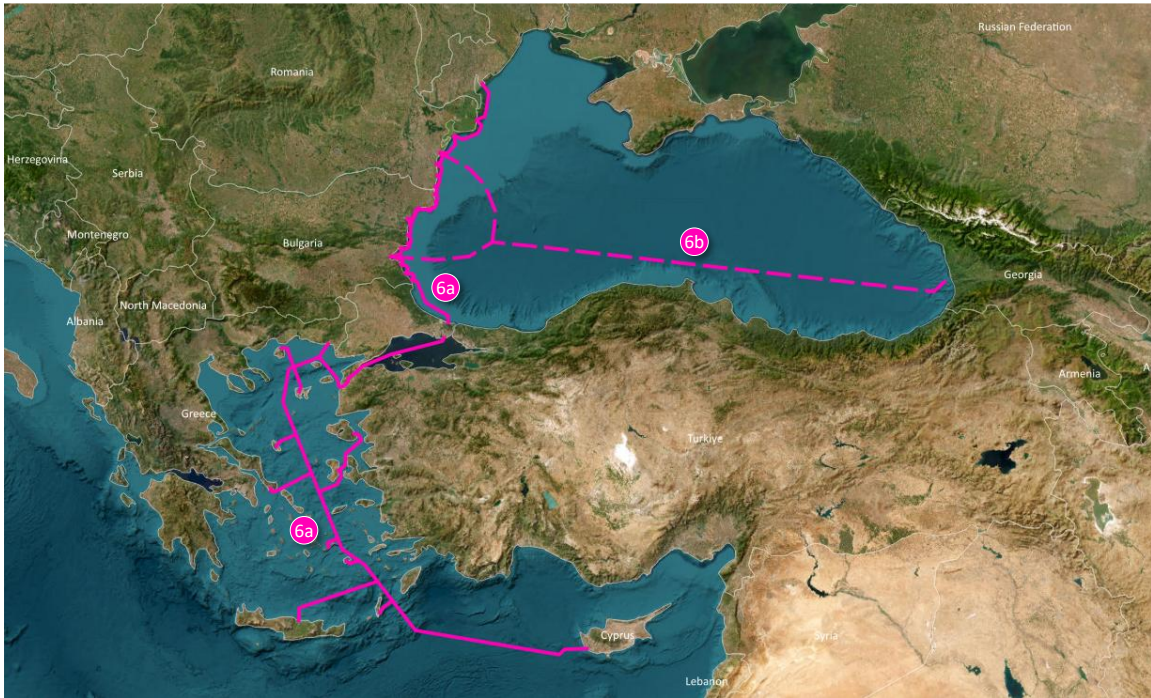 Russian Federation
Romania
Herzegovina
Serbia
Montenegro
Bulgaria
6b
Georgia
6a
North Macedonia
Albania
Armenia
A
Greece
Türkiye
6a
Cyprus
Syria
Lebanon